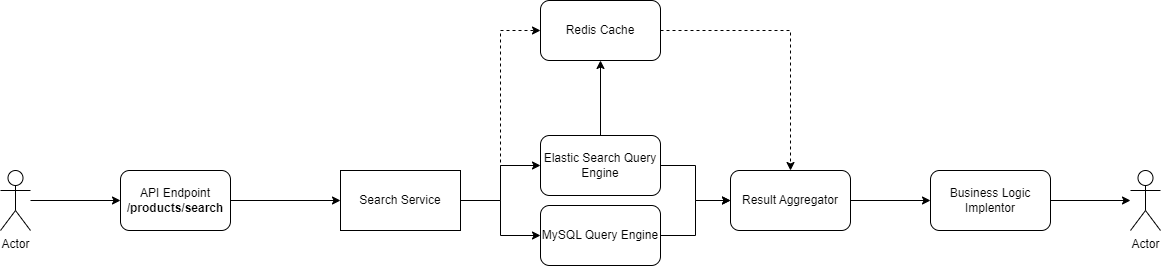 Redis Cache
Elastic Search Query
Engine
API Endpoint
/products/search
Search Service
Result Aggregator
Business Logic
Implentor
MySQL Query Engine
Actor
Actor